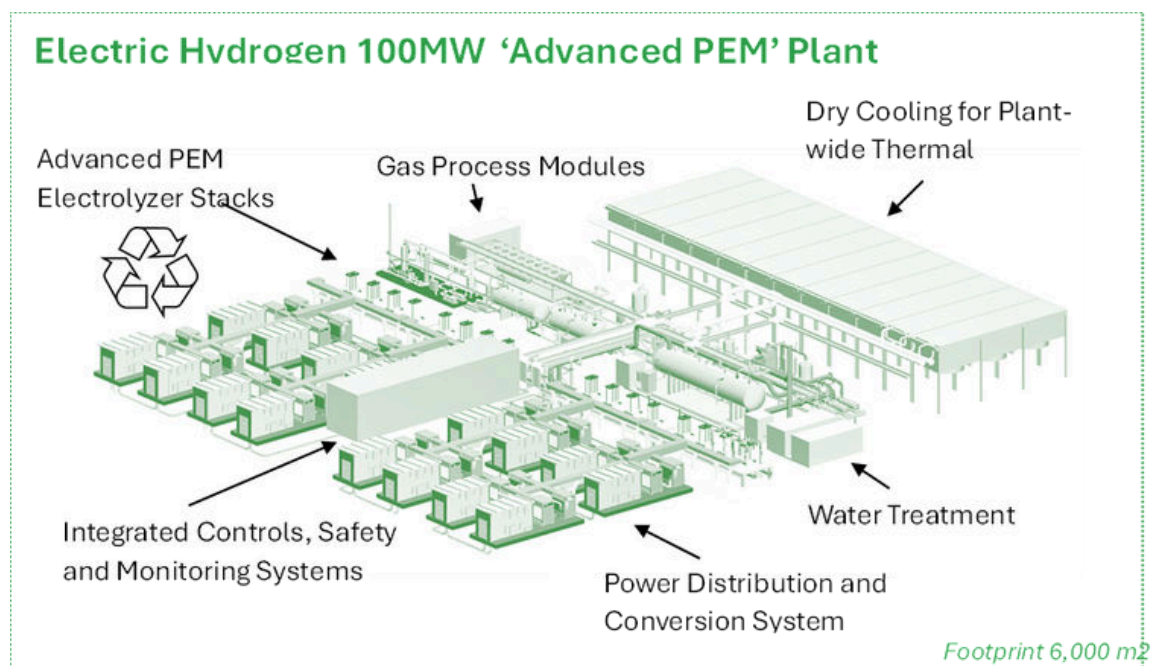 Electric Hydrogen 100MW ‘Advanced PEM’ Plant
Dry Cooling for Plant-
wide Thermal
Advanced PEM
Electrolyzer Stacks
Gas Process Modules
Integrated Controls, Safety
and Monitoring Systems
Water Treatment
Power Distribution and
Conversion System
Footprint 6,000 m2